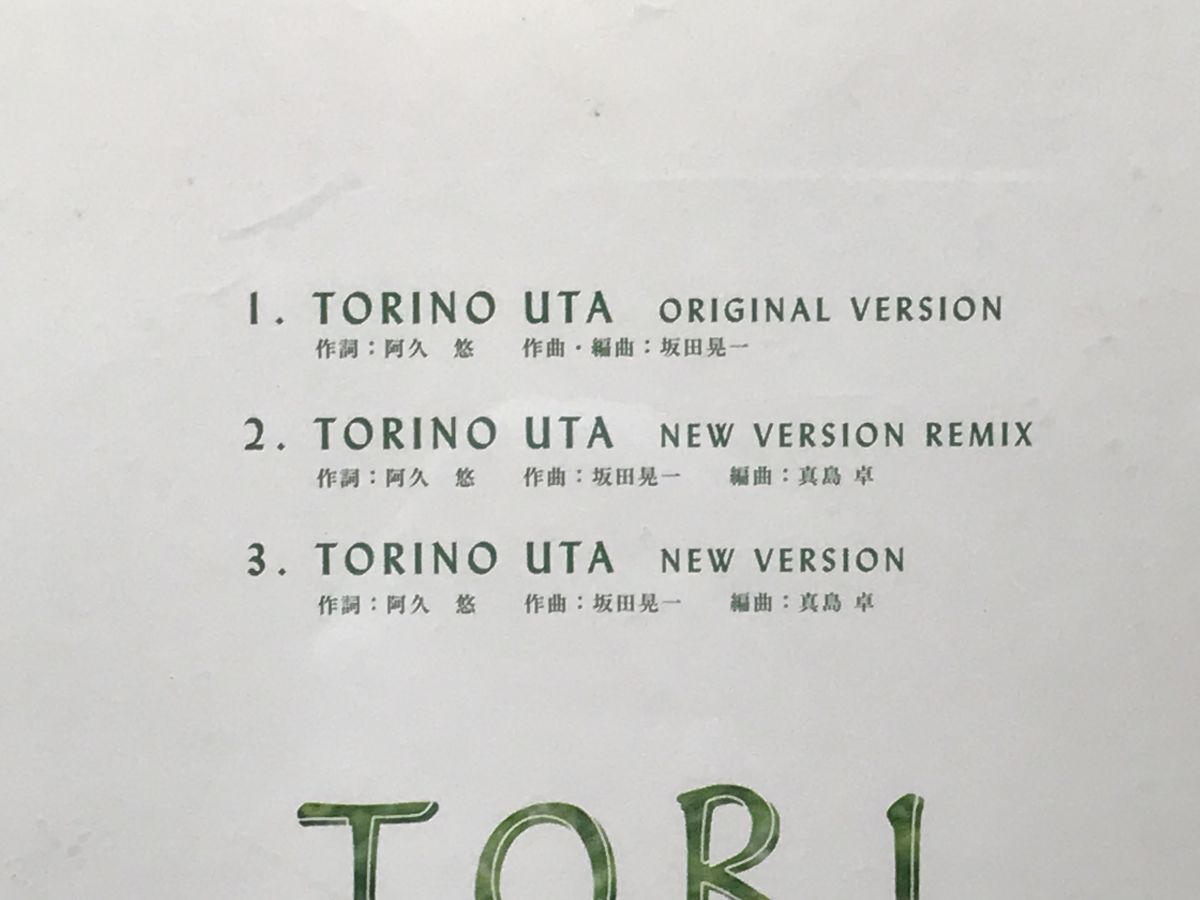 1. TORINO UTA ORIGINAL VERSION
作詞：阿久 悠 作曲・編曲：坂田晃一
2. TORINO UTA NEW VERSION REMIX
作詞：阿久 悠 作曲：坂田晃一 編曲：真島 卓
3. TORINO UTA NEW VERSION
作詞：阿久 悠 作曲：坂田晃一 編曲：真島 卓
TORI